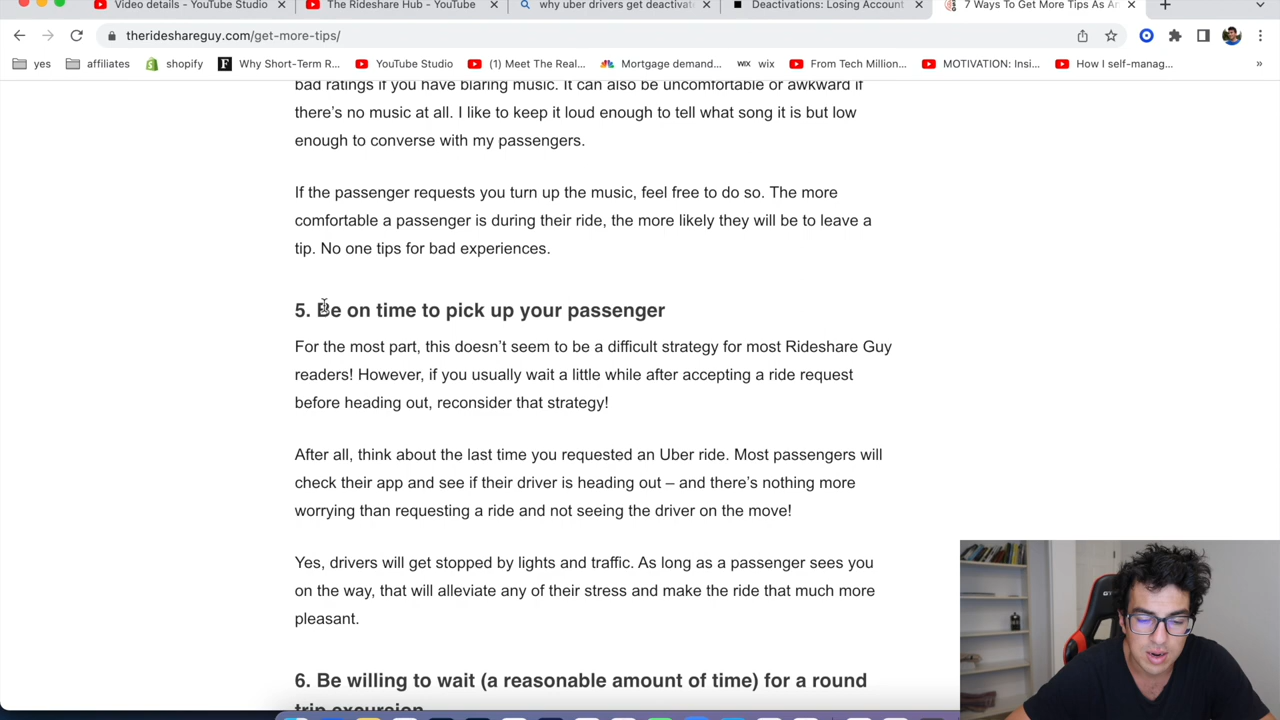 Video details - YouTube Studio
The Rideshare Hub - YouTube
why uber drivers get deactivat
Deactivations: Losing Account
7 Ways To Get More Tips As An
therideshareguy.com/get-more-tips/
yes
affiliates
shopify
Why Short-Term R...
YouTube Studio
(1) Meet The Real...
Mortgage demand...
WIX wix
From Tech Million...
MOTIVATION: Insi...
How I self-manag...
»
bad ratings if you have blaring music. It can also be uncomfortable or awkward if
there's no music at all. I like to keep it loud enough to tell what song it is but low
enough to converse with my passengers.
If the passenger requests you turn up the music, feel free to do so. The more
comfortable a passenger is during their ride, the more likely they will be to leave a
tip. No one tips for bad experiences.
5. Be on time to pick up your passenger
For the most part, this doesn't seem to be a difficult strategy for most Rideshare Guy
readers! However, if you usually wait a little while after accepting a ride request
before heading out, reconsider that strategy!
After all, think about the last time you requested an Uber ride. Most passengers will
check their app and see if their driver is heading out – and there's nothing more
worrying than requesting a ride and not seeing the driver on the move!
Yes, drivers will get stopped by lights and traffic. As long as a passenger sees you
on the way, that will alleviate any of their stress and make the ride that much more
pleasant.
6. Be willing to wait (a reasonable amount of time) for a round
trip excursion
GT